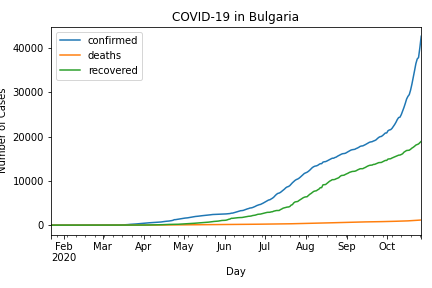 COVID-19 in Bulgaria
confirmed
deaths
recovered
Number of Cases
40000
30000
20000
10000
0
Feb Mar Apr May Jun Jul Aug Sep Oct
2020
Day